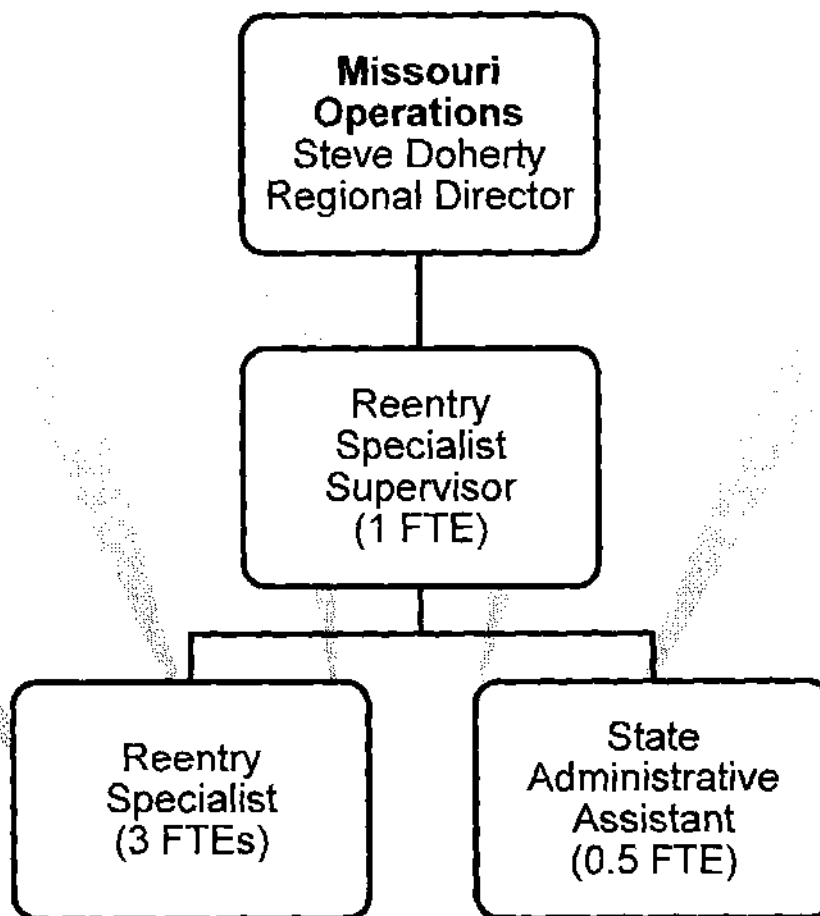 Missouri
Operations
Steve Doherty
Regional Director
Reentry
Specialist
Supervisor
(1 FTE)
Reentry
Specialist
(3 FTEs)
State
Administrative
Assistant
(0.5 FTE)